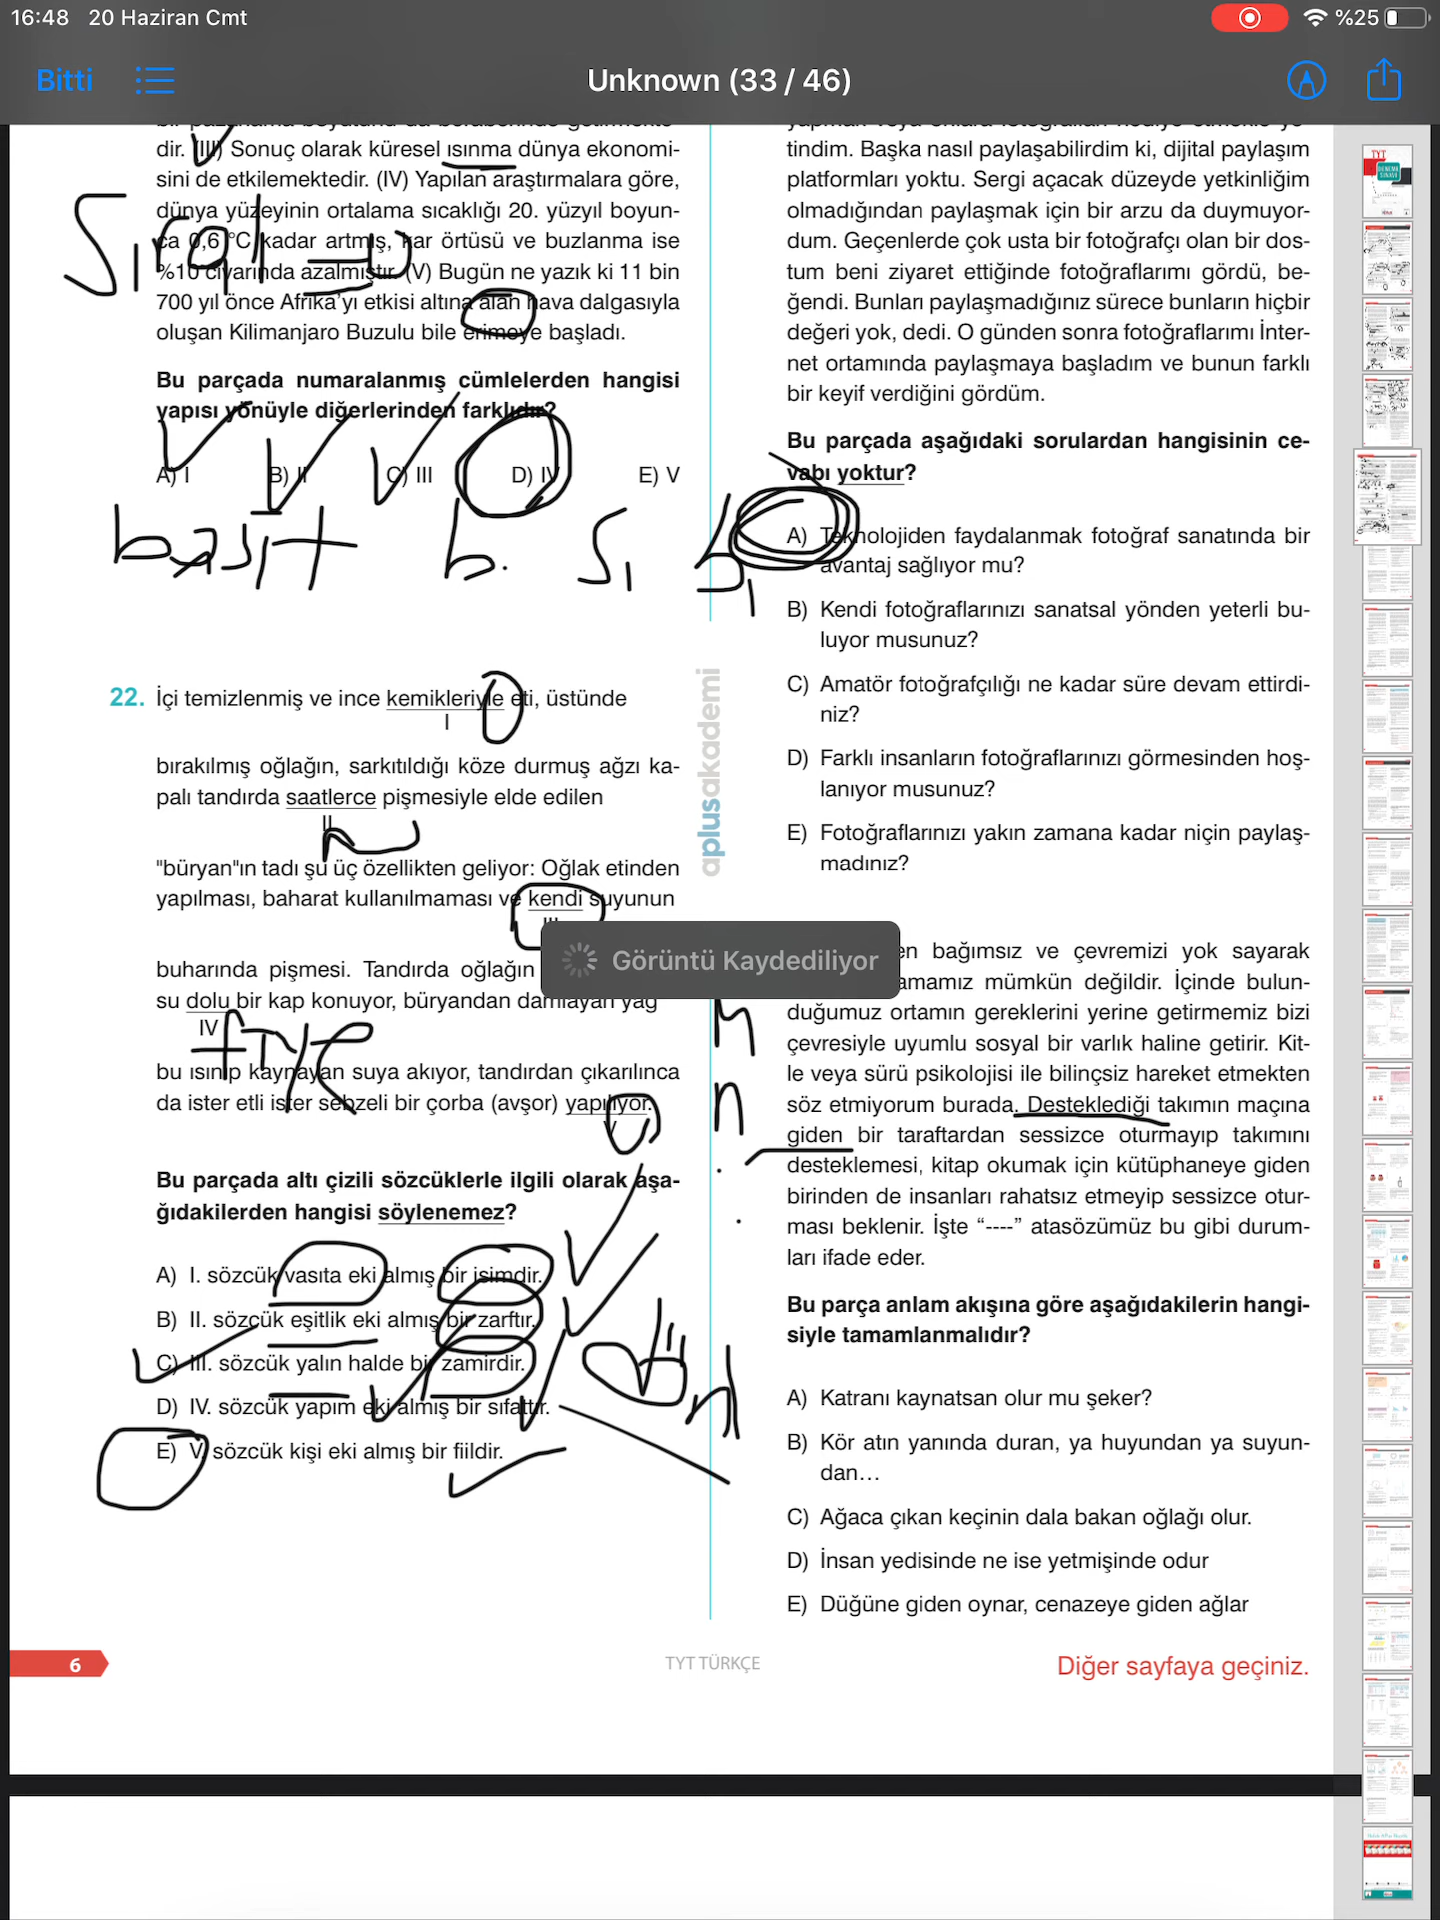 16:48 20 Haziran Cmt
%25
Bitti
Unknown (33 / 46)
dir. (III) Sonuç olarak küresel ısınma dünya ekonomi-
sini de etkilemektedir. (IV) Yapılan araştırmalara göre,
dünya yüzeyinin ortalama sıcaklığı 20. yüzyıl boyun-
ca 0,6 °C kadar artmış, kar örtüsü ve buzlanma ise
%10 civarında azalmıştır. (V) Bugün ne yazık ki 11 bin
700 yıl önce Afrika'yı etkisi altına alan hava dalgasıyla
oluşan Kilimanjaro Buzulu bile erimeye başladı.
Sıralı
Bu parçada numaralanmış cümlelerden hangisi
yapısı yönüyle diğerlerinden farklıdır?
A) I B) II C) III D) IV E) V
basit b. Sı
22. İçi temizlenmiş ve ince kemikleriyle eti, üstünde
I
bırakılmış oğlağın, sarkıtıldığı köze durmuş ağzı ka-
palı tandırda saatlerce pişmesiyle elde edilen
II
"büryan"ın tadı şu üç özellikten geliyor: Oğlak etinden
yapılması, baharat kullanılmaması ve kendi suyunun
III
buharında pişmesi. Tandırda oğlağın
su dolu bir kap konuyor, büryandan damlayan yağ
IV
bu ısınıp kaynayan suya akıyor, tandırdan çıkarılınca
da ister etli ister sebzeli bir çorba (avşor) yapılıyor.
V
Bu parçada altı çizili sözcüklerle ilgili olarak aşa-
ğıdakilerden hangisi söylenemez?
A) I. sözcük vasıta eki almış bir isimdir.
B) II. sözcük eşitlik eki almış bir zarftır.
C) III. sözcük yalın halde bir zamirdir.
D) IV. sözcük yapım eki almış bir sıfattır.
E) V. sözcük kişi eki almış bir fiildir.
aplusakademi
tindim. Başka nasıl paylaşabilirdim ki, dijital paylaşım
platformları yoktu. Sergi açacak düzeyde yetkinliğim
olmadığından paylaşmak için bir arzu da duymuyor-
dum. Geçenlerde çok usta bir fotoğrafçı olan bir dos-
tum beni ziyaret ettiğinde fotoğraflarımı gördü, be-
ğendi. Bunları paylaşmadığınız sürece bunların hiçbir
değeri yok, dedi. O günden sonra fotoğraflarımı İnter-
net ortamında paylaşmaya başladım ve bunun farklı
bir keyif verdiğini gördüm.
Bu parçada aşağıdaki sorulardan hangisinin ce-
vabı yoktur?
A) Teknolojiden faydalanmak fotoğraf sanatında bir
avantaj sağlıyor mu?
B) Kendi fotoğraflarınızı sanatsal yönden yeterli bu-
luyor musunuz?
C) Amatör fotoğrafçılığı ne kadar süre devam ettirdi-
niz?
D) Farklı insanların fotoğraflarınızı görmesinden hoş-
lanıyor musunuz?
E) Fotoğraflarınızı yakın zamana kadar niçin paylaş-
madınız?
Görüntü Kaydediliyor
en bağımsız ve çevremizi yok sayarak
amamız mümkün değildir. İçinde bulun-
duğumuz ortamın gereklerini yerine getirmemiz bizi
çevresiyle uyumlu sosyal bir varlık haline getirir. Kit-
le veya sürü psikolojisi ile bilinçsiz hareket etmekten
söz etmiyorum burada. Desteklediği takımın maçına
giden bir taraftardan sessizce oturmayıp takımını
desteklemesi, kitap okumak için kütüphaneye giden
birinden de insanları rahatsız etmeyip sessizce otur-
ması beklenir. İşte “----” atasözümüz bu gibi durum-
ları ifade eder.
Bu parça anlam akışına göre aşağıdakilerin hangi-
siyle tamamlanmalıdır?
A) Katranı kaynatsan olur mu şeker?
B) Kör atın yanında duran, ya huyundan ya suyun-
dan…
C) Ağaca çıkan keçinin dala bakan oğlağı olur.
D) İnsan yedisinde ne ise yetmişinde odur
E) Düğüne giden oynar, cenazeye giden ağlar
6
TYT TÜRKÇE
Diğer sayfaya geçiniz.